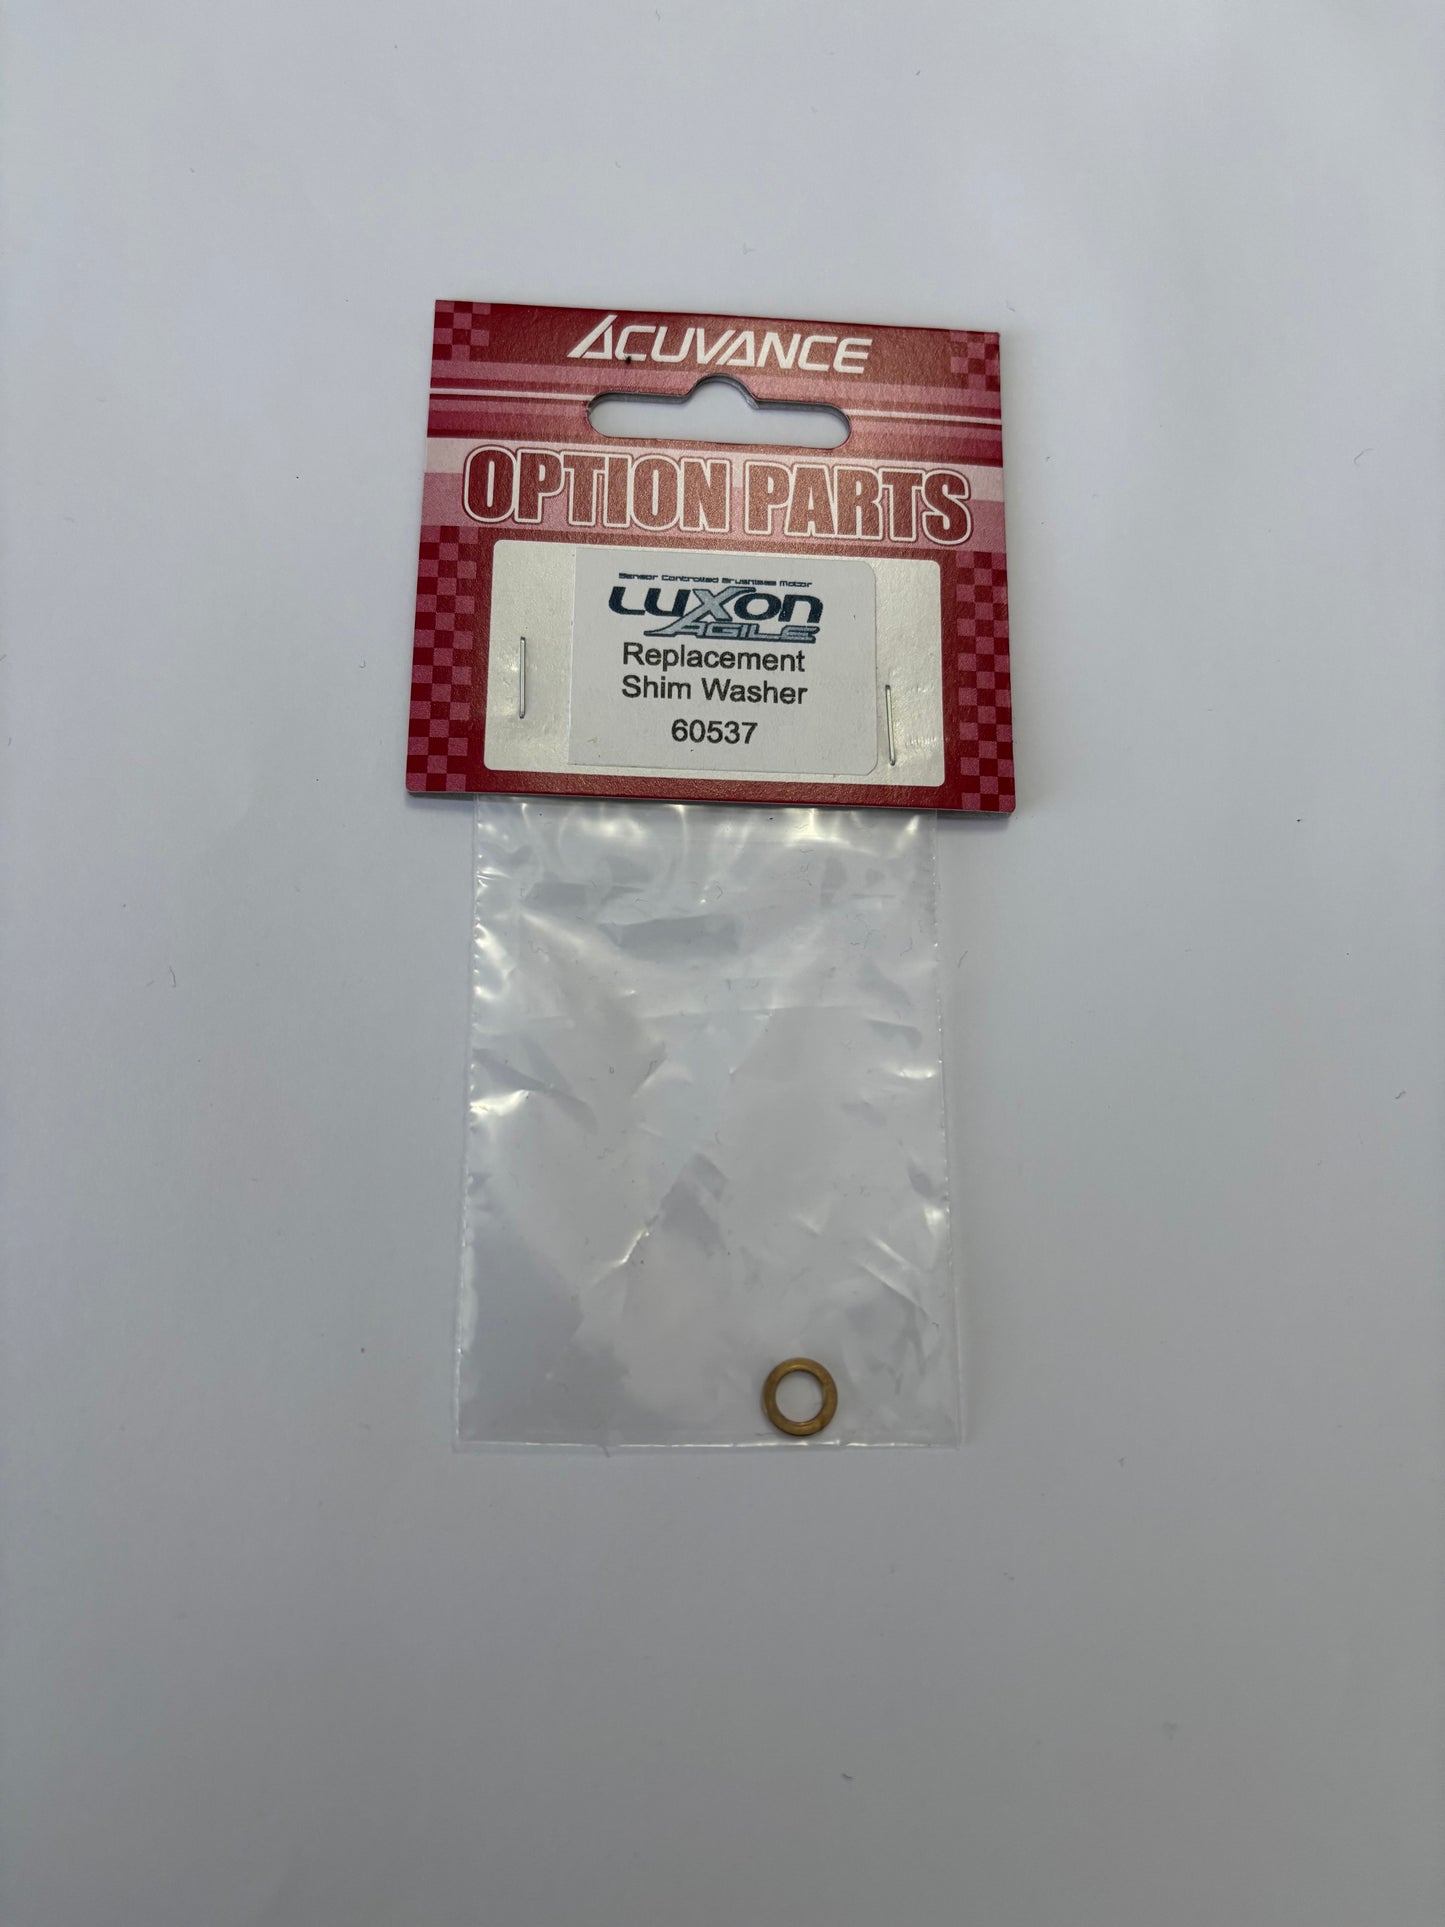 ACUVANCE
OPTION PARTS
Sensor Controlled Brushless Motor
LUXON
AGILE
Replacement
Shim Washer
60537